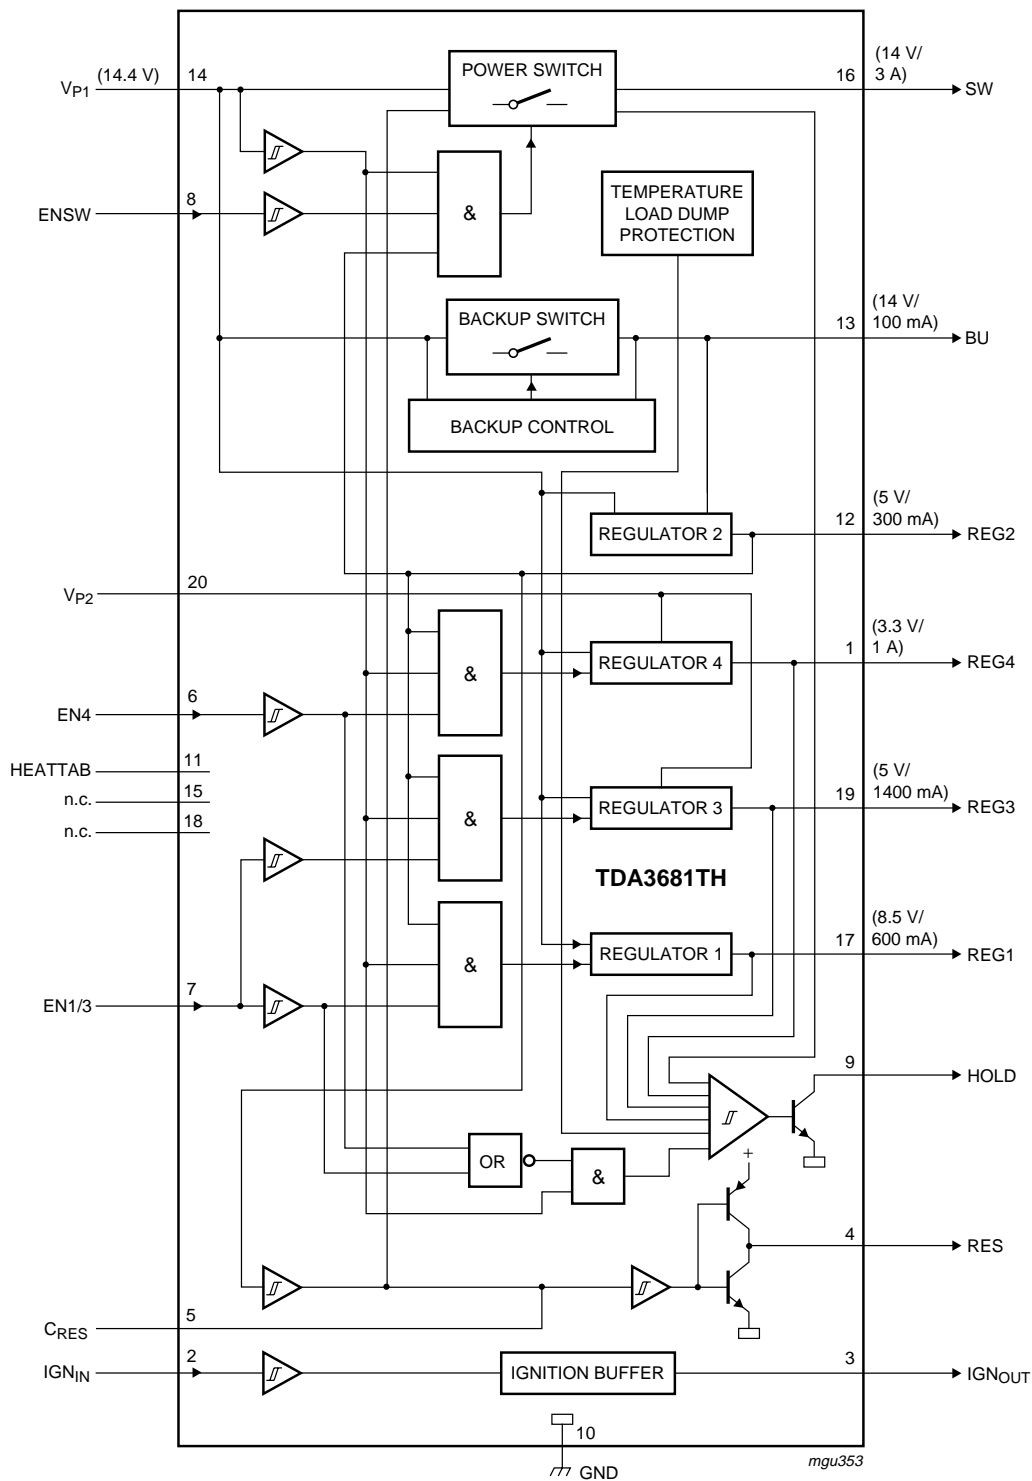 (14.4 V)
14
VP1
POWER SWITCH
(14 V/
3 A)
16
SW
8
ENSW
&
TEMPERATURE
LOAD DUMP
PROTECTION
BACKUP SWITCH
(14 V/
100 mA)
13
BU
BACKUP CONTROL
REGULATOR 2
(5 V/
300 mA)
12
REG2
20
VP2
&
REGULATOR 4
(3.3 V/
1 A)
1
REG4
6
EN4
11
HEATTAB
15
n.c.
18
n.c.
&
REGULATOR 3
(5 V/
1400 mA)
19
REG3
TDA3681TH
&
REGULATOR 1
(8.5 V/
600 mA)
17
REG1
7
EN1/3
9
HOLD
OR
&
+
4
RES
5
CRES
2
IGNIN
IGNITION BUFFER
3
IGNOUT
10
GND
mgu353